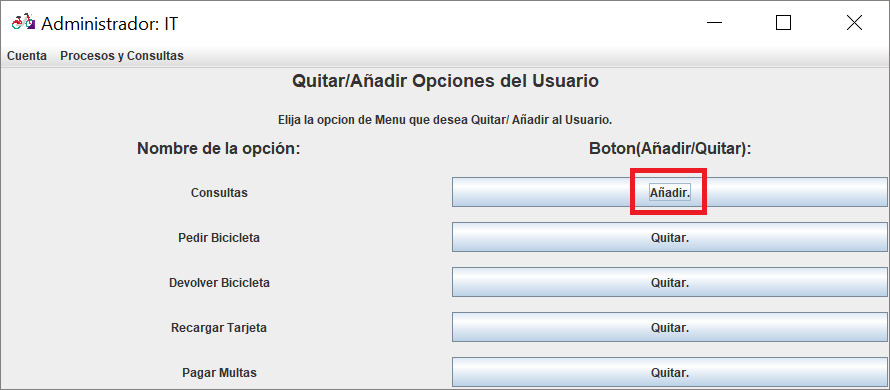 Administrador: IT
Cuenta Procesos y Consultas
Quitar/Añadir Opciones del Usuario
Elija la opcion de Menu que desea Quitar/ Añadir al Usuario.
Nombre de la opción: Boton(Añadir/Quitar):
Consultas Añadir.
Pedir Bicicleta Quitar.
Devolver Bicicleta Quitar.
Recargar Tarjeta Quitar.
Pagar Multas Quitar.